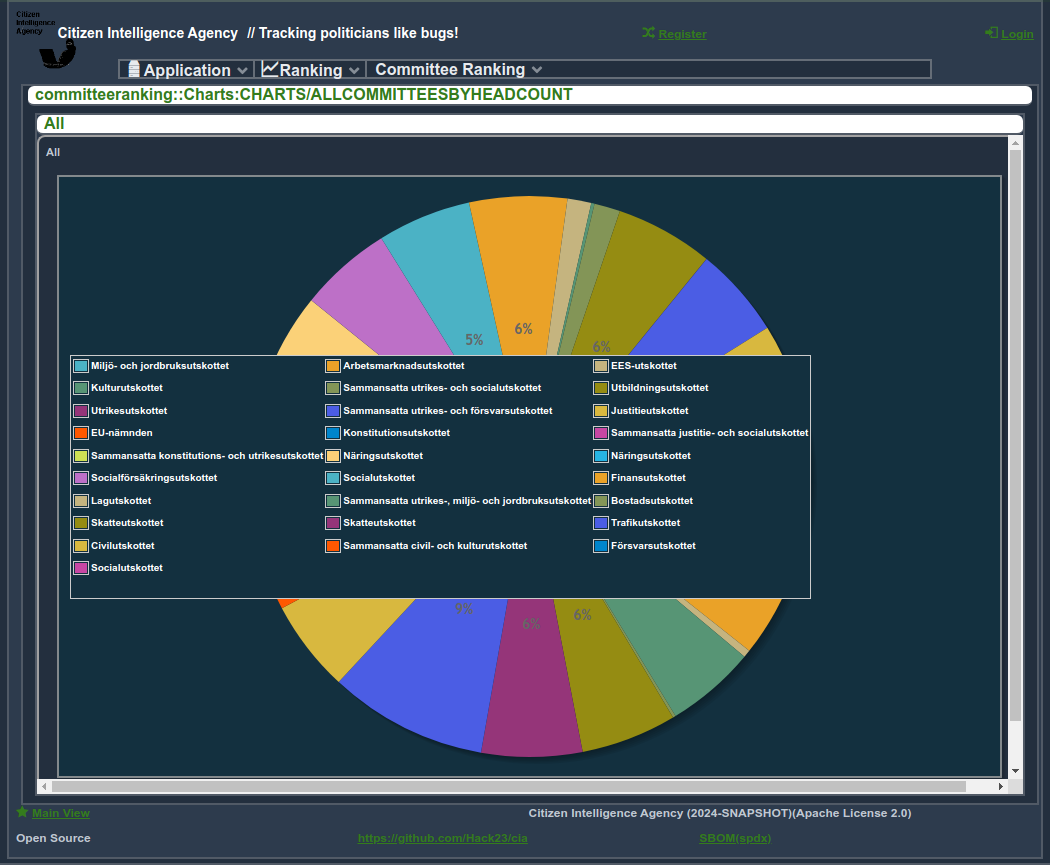 Citizen
Intelligence
Agency
Citizen Intelligence Agency // Tracking politicians like bugs!
Register
Login
Application
Ranking
Committee Ranking
committeeranking::Charts:CHARTS/ALLCOMMITTEESBYHEADCOUNT
All
All
5%
6%
6%
Miljö- och jordbruksutskottet
Arbetsmarknadsutskottet
EES-utskottet
Kulturutskottet
Sammansatta utrikes- och socialutskottet
Utbildningsutskottet
Utrikesutskottet
Sammansatta utrikes- och försvarsutskottet
Justitieutskottet
EU-nämnden
Konstitutionsutskottet
Sammansatta justitie- och socialutskottet
Sammansatta konstitutions- och utrikesutskottet
Näringsutskottet
Näringsutskottet
Socialförsäkringsutskottet
Socialutskottet
Finansutskottet
Lagutskottet
Sammansatta utrikes-, miljö- och jordbruksutskottet
Bostadsutskottet
Skatteutskottet
Skatteutskottet
Trafikutskottet
Civilutskottet
Sammansatta civil- och kulturutskottet
Försvarsutskottet
Socialutskottet
9%
6%
6%
Main View
Citizen Intelligence Agency (2024-SNAPSHOT)(Apache License 2.0)
Open Source
https://github.com/Hack23/cia
SBOM(spdx)